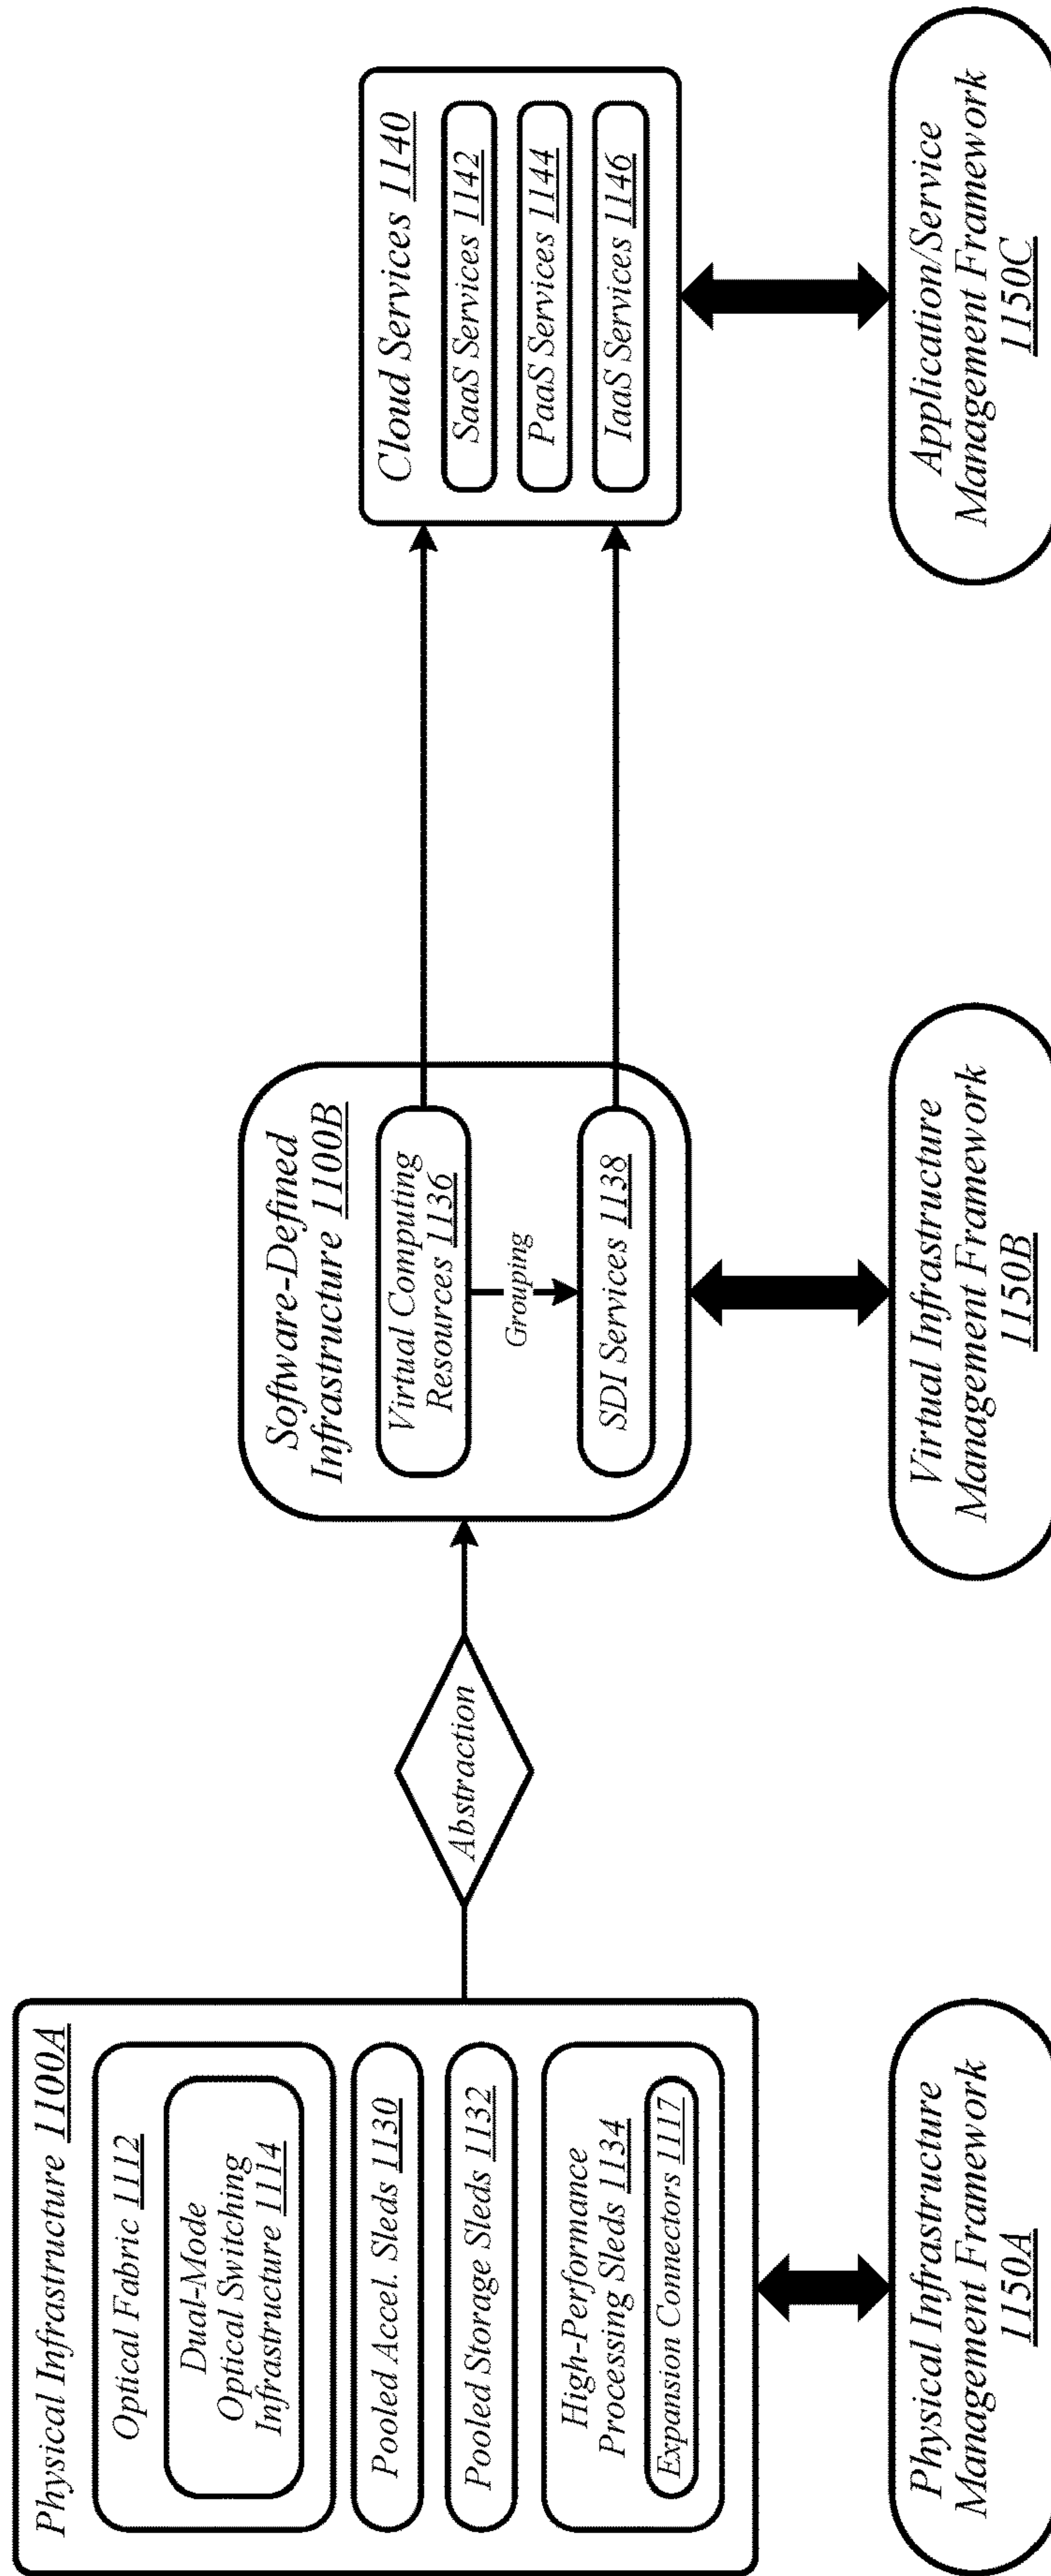 Physical Infrastructure 1100A
Optical Fabric 1112
Dual-Mode
Optical Switching
Infrastructure 1114
Pooled Accel. Sleds 1130
Pooled Storage Sleds 1132
High-Performance
Processing Sleds 1134
Expansion Connectors 1117
Physical Infrastructure
Management Framework
1150A
Abstraction
Software-Defined
Infrastructure 1100B
Virtual Computing
Resources 1136
Grouping
SDI Services 1138
Virtual Infrastructure
Management Framework
1150B
Cloud Services 1140
SaaS Services 1142
PaaS Services 1144
IaaS Services 1146
Application/Service
Management Framework
1150C